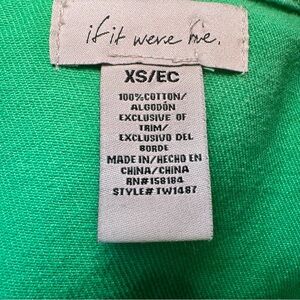 if it were me.
XS/EC
100%COTTON/
ALGODÓN
EXCLUSIVE OF
TRIM/
EXCLUSIVO DEL
BORDE
MADE IN/HECHO EN
CHINA/CHINA
RN#158184
STYLE# TW1487